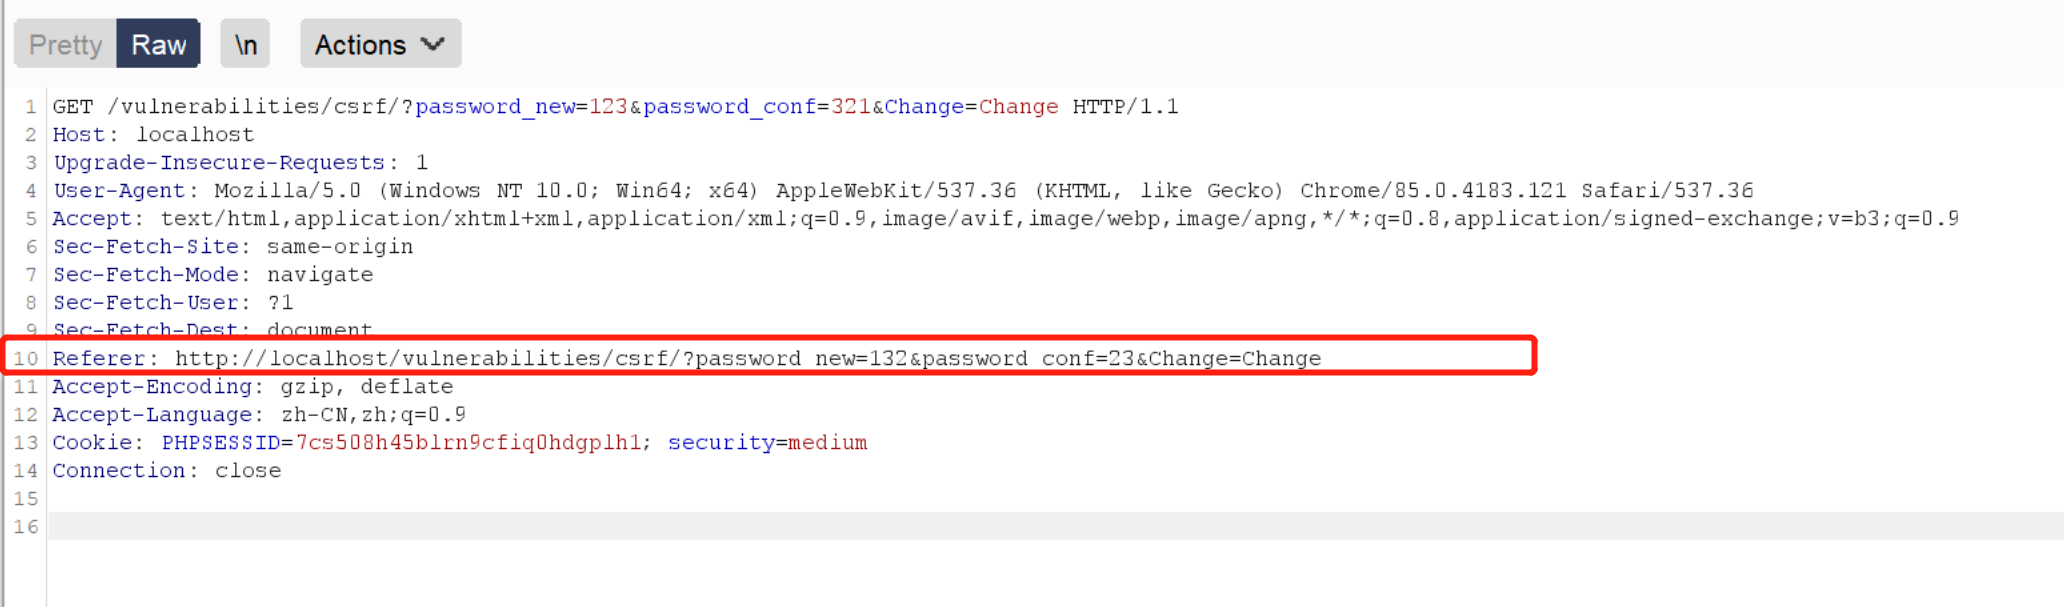 Pretty Raw \n Actions
1 GET /vulnerabilities/csrf/?password_new=123&password_conf=321&Change=Change HTTP/1.1
2 Host: localhost
3 Upgrade-Insecure-Requests: 1
4 User-Agent: Mozilla/5.0 (Windows NT 10.0; Win64; x64) AppleWebKit/537.36 (KHTML, like Gecko) Chrome/85.0.4183.121 Safari/537.36
5 Accept: text/html,application/xhtml+xml,application/xml;q=0.9,image/avif,image/webp,image/apng,*/*;q=0.8,application/signed-exchange;v=b3;q=0.9
6 Sec-Fetch-Site: same-origin
7 Sec-Fetch-Mode: navigate
8 Sec-Fetch-User: ?1
9 Sec-Fetch-Dest: document
10 Referer: http://localhost/vulnerabilities/csrf/?password_new=132&password_conf=23&Change=Change
11 Accept-Encoding: gzip, deflate
12 Accept-Language: zh-CN,zh;q=0.9
13 Cookie: PHPSESSID=7cs508h45blrn9cfiq0hdgplh1; security=medium
14 Connection: close
15
16